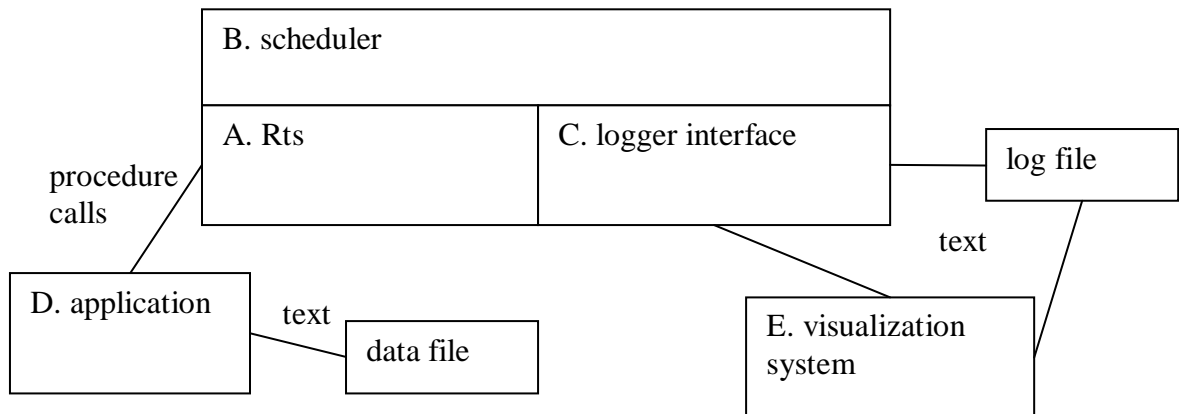 B. scheduler
A. Rts
C. logger interface
log file
procedure
calls
text
D. application
text
data file
E. visualization
system